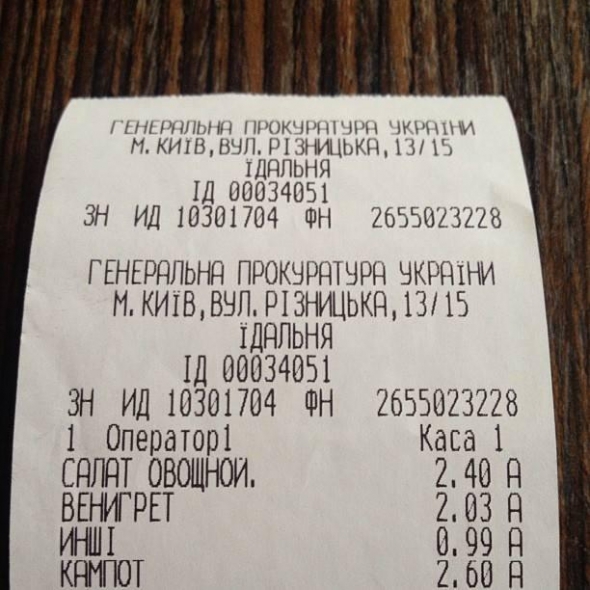 ГЕНЕРАЛЬНА ПРОКУРАТУРА УКРАЇНИ
М. КИЇВ, ВУЛ. РІЗНИЦЬКА, 13/15
ЇДАЛЬНЯ
ІД 00034051
ЗН ИД 10301704 ФН 2655023228
ГЕНЕРАЛЬНА ПРОКУРАТУРА УКРАЇНИ
М. КИЇВ, ВУЛ. РІЗНИЦЬКА, 13/15
ЇДАЛЬНЯ
ІД 00034051
ЗН ИД 10301704 ФН 2655023228
1 Оператор1 Каса 1
САЛАТ ОВОЩНОЙ. 2.40 А
ВЕНИГРЕТ 2.03 А
ИНШІ 0.99 А
КАМПОТ 2.60 А